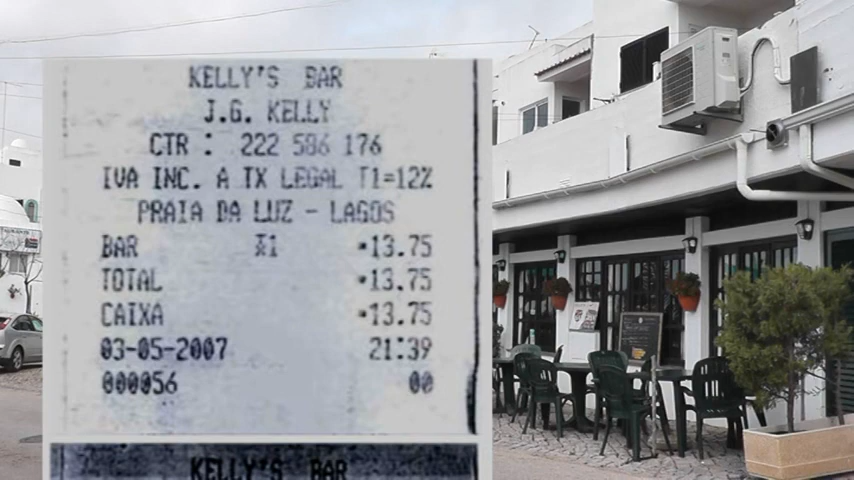 KELLY'S BAR
J.G. KELLY
CTR : 222 586 176
IVA INC. A TX LEGAL T1=12%
PRAIA DA LUZ - LAGOS
BAR X1 •13.75
TOTAL •13.75
CAIXA •13.75
03-05-2007 21:39
000056 00
KELLY'S BAR